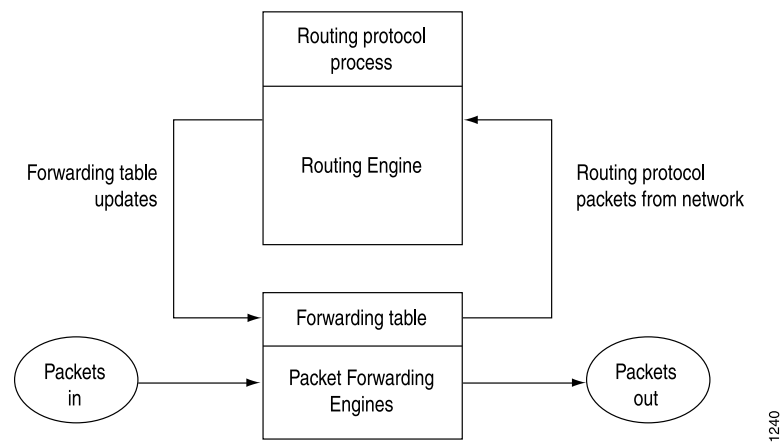 Routing protocol
process
Routing Engine
Forwarding table
updates
Routing protocol
packets from network
Forwarding table
Packets
in
Packet Forwarding
Engines
Packets
out
1240